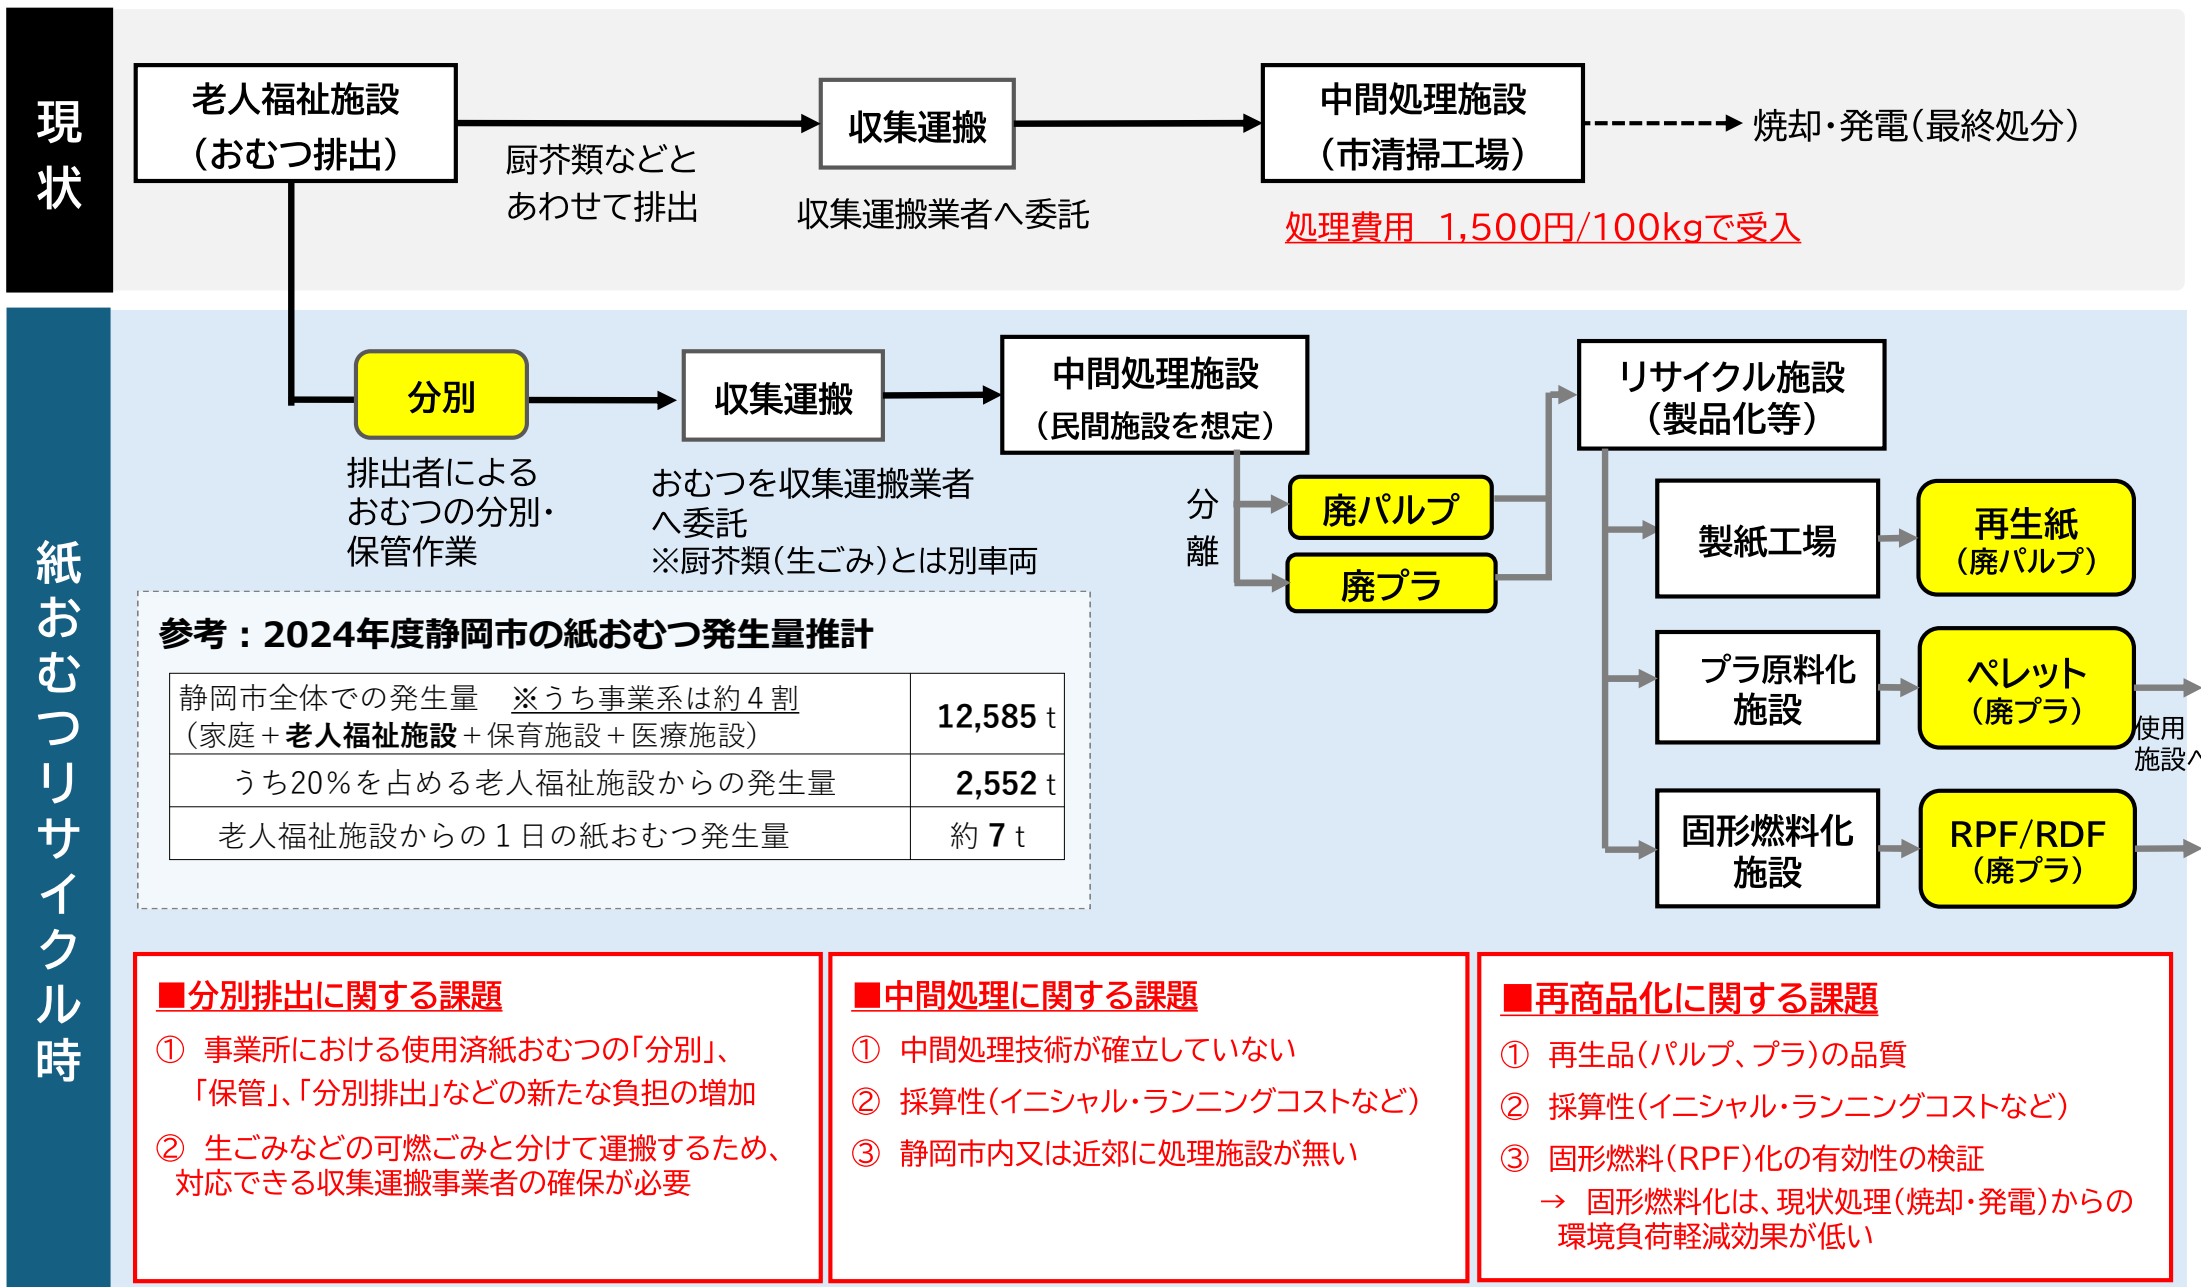 現状
老人福祉施設
（おむつ排出）
厨芥類などと
あわせて排出
収集運搬
収集運搬業者へ委託
中間処理施設
（市清掃工場）
処理費用　1,500円/100kgで受入
焼却・発電（最終処分）
紙おむつリサイクル時
分別
排出者による
おむつの分別・
保管作業
収集運搬
おむつを収集運搬業者
へ委託
※厨芥類（生ごみ）とは別車両
中間処理施設
（民間施設を想定）
分離
廃パルプ
廃プラ
リサイクル施設
（製品化等）
製紙工場
再生紙
（廃パルプ）
プラ原料化
施設
ペレット
（廃プラ）
使用
施設へ
固形燃料化
施設
RPF/RDF
（廃プラ）
参考：2024年度静岡市の紙おむつ発生量推計
静岡市全体での発生量　※うち事業系は約４割
（家庭＋老人福祉施設＋保育施設＋医療施設）
12,585 t
うち20％を占める老人福祉施設からの発生量
2,552 t
老人福祉施設からの１日の紙おむつ発生量
約 7 t
■分別排出に関する課題
①　事業所における使用済紙おむつの「分別」、
「保管」、「分別排出」などの新たな負担の増加
②　生ごみなどの可燃ごみと分けて運搬するため、
対応できる収集運搬事業者の確保が必要
■中間処理に関する課題
①　中間処理技術が確立していない
②　採算性（イニシャル・ランニングコストなど）
③　静岡市内又は近郊に処理施設が無い
■再商品化に関する課題
①　再生品（パルプ、プラ）の品質
②　採算性（イニシャル・ランニングコストなど）
③　固形燃料（RPF）化の有効性の検証
→　固形燃料化は、現状処理（焼却・発電）からの
環境負荷軽減効果が低い